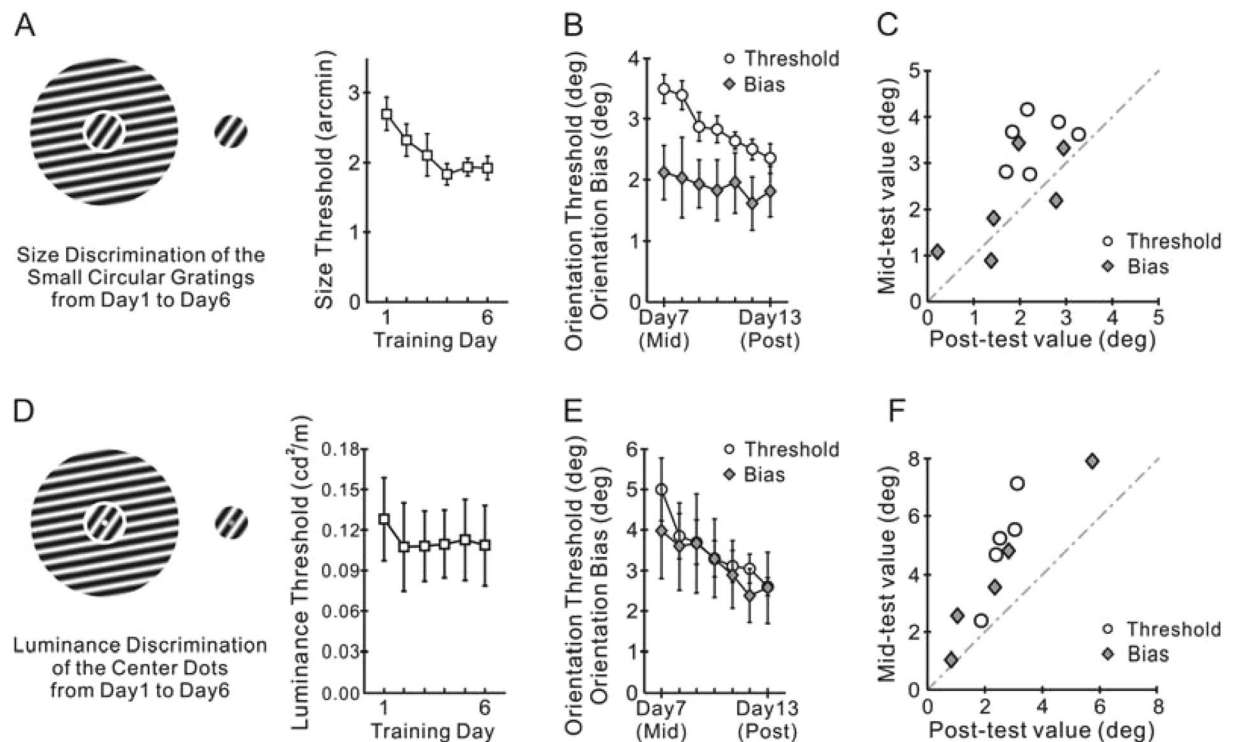 A
Size Discrimination of the
Small Circular Gratings
from Day1 to Day6
Size Threshold (arcmin)
3
2
1
0
1 6
Training Day
B
Orientation Threshold (deg)
Orientation Bias (deg)
4
3
2
1
0
Threshold
Bias
Day7 Day13
(Mid) (Post)
C
Mid-test value (deg)
5
4
3
2
1
0
Threshold
Bias
0 1 2 3 4 5
Post-test value (deg)
D
Luminance Discrimination
of the Center Dots
from Day1 to Day6
Luminance Threshold (cd²/m)
0.18
0.15
0.12
0.09
0.06
0.03
0.00
1 6
Training Day
E
Orientation Threshold (deg)
Orientation Bias (deg)
6
5
4
3
2
1
0
Threshold
Bias
Day7 Day13
(Mid) (Post)
F
Mid-test value (deg)
8
6
4
2
0
Threshold
Bias
0 2 4 6 8
Post-test value (deg)